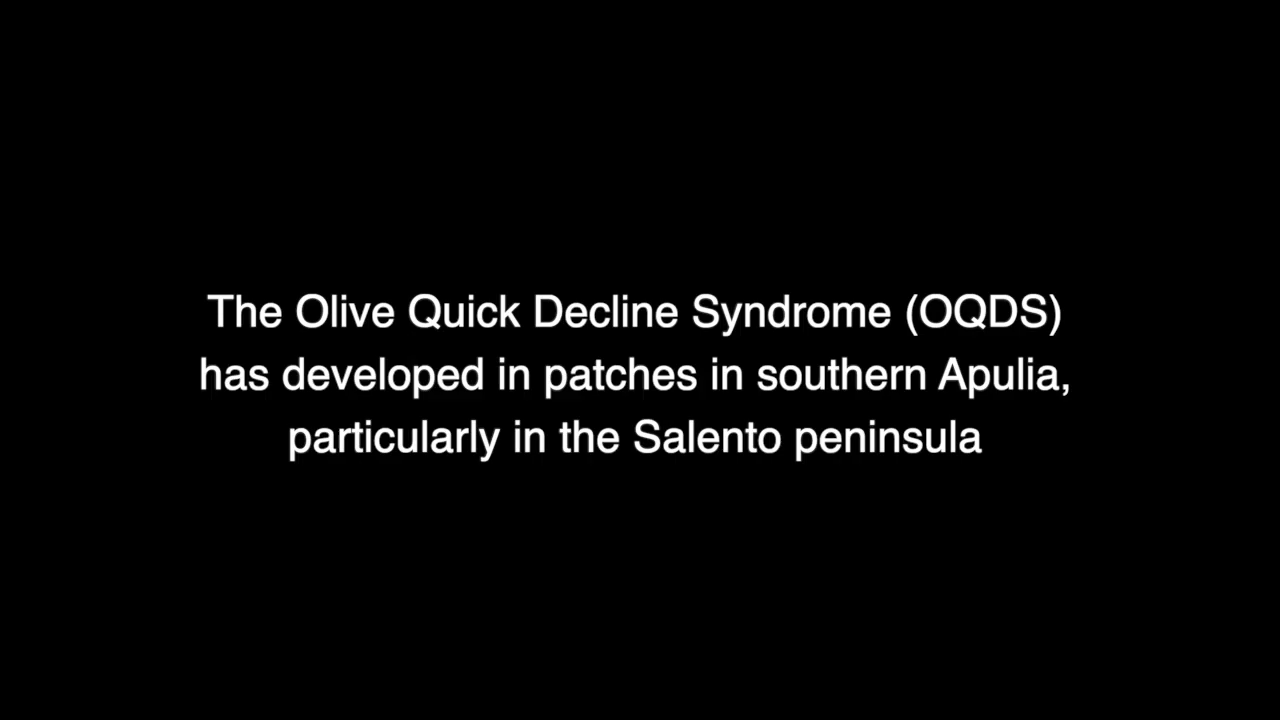 The Olive Quick Decline Syndrome (OQDS)
has developed in patches in southern Apulia,
particularly in the Salento peninsula